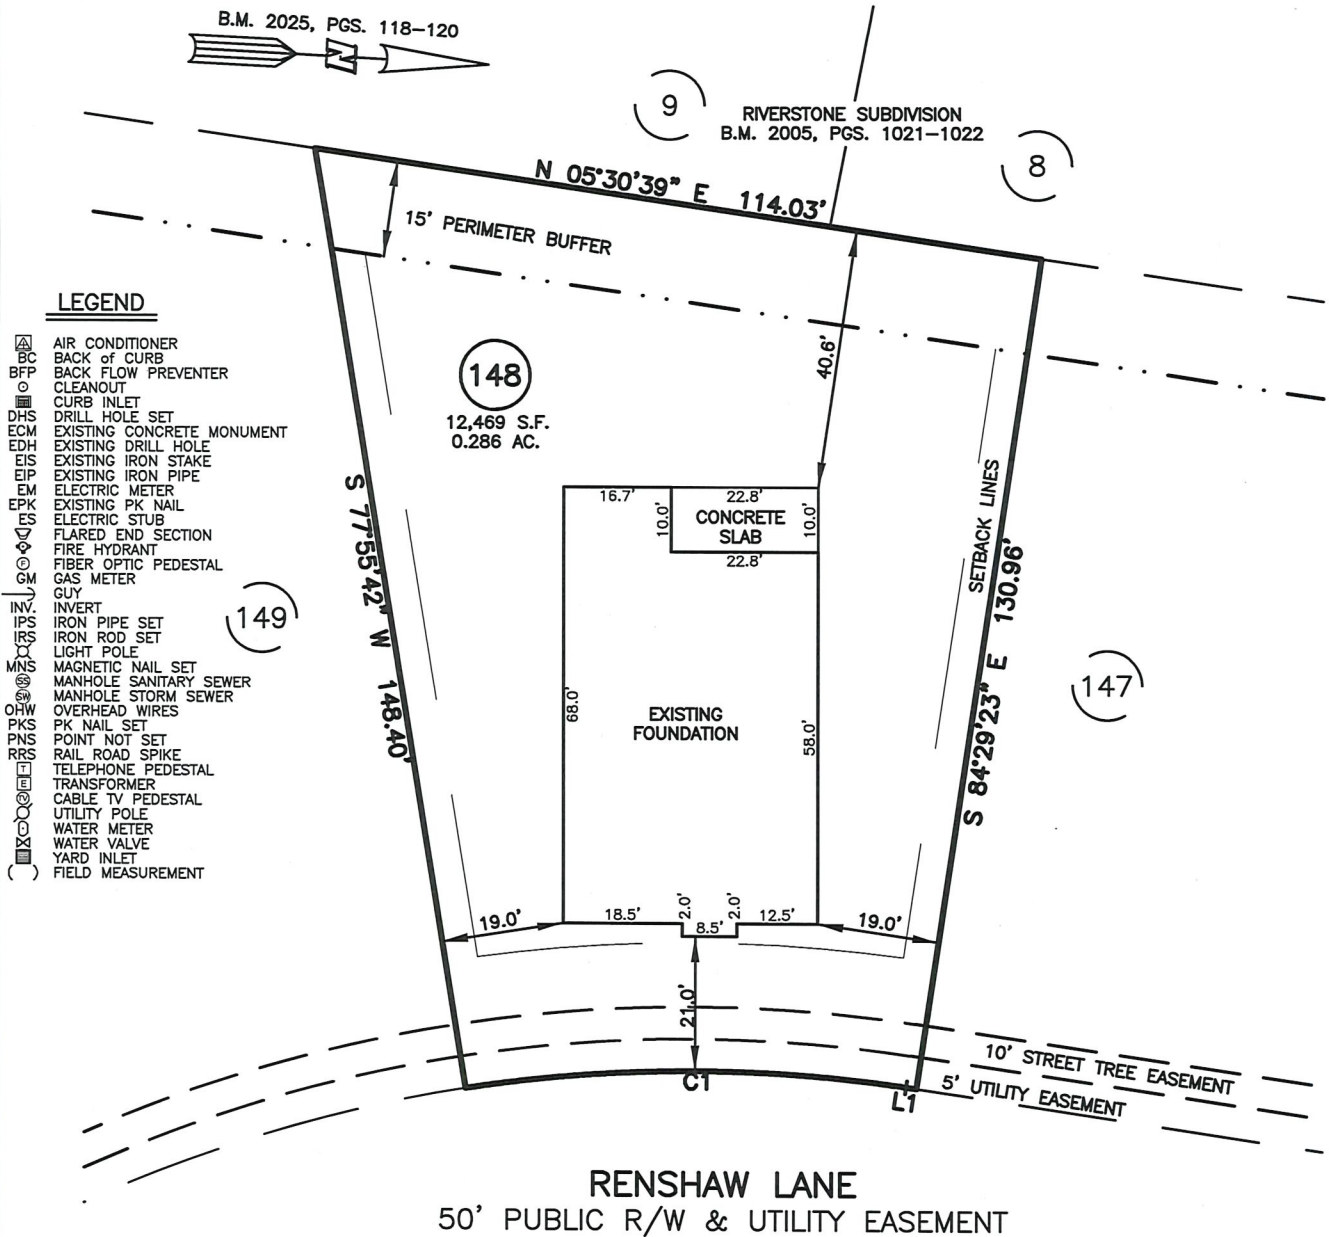 B.M. 2025, PGS. 118-120
N
9
RIVERSTONE SUBDIVISION
B.M. 2005, PGS. 1021-1022
8
N 05°30'39" E 114.03'
15' PERIMETER BUFFER
LEGEND
A AIR CONDITIONER
BC BACK of CURB
BFP BACK FLOW PREVENTER
CLEANOUT
CURB INLET
DHS DRILL HOLE SET
ECM EXISTING CONCRETE MONUMENT
EDH EXISTING DRILL HOLE
EIS EXISTING IRON STAKE
EIP EXISTING IRON PIPE
EM ELECTRIC METER
EPK EXISTING PK NAIL
ES ELECTRIC STUB
FLARED END SECTION
FIRE HYDRANT
F FIBER OPTIC PEDESTAL
GM GAS METER
GUY
INV. INVERT
IPS IRON PIPE SET
IRS IRON ROD SET
LIGHT POLE
MNS MAGNETIC NAIL SET
SS MANHOLE SANITARY SEWER
SW MANHOLE STORM SEWER
OHW OVERHEAD WIRES
PKS PK NAIL SET
PNS POINT NOT SET
RRS RAIL ROAD SPIKE
T TELEPHONE PEDESTAL
E TRANSFORMER
TV CABLE TV PEDESTAL
UTILITY POLE
WATER METER
WATER VALVE
YARD INLET
( ) FIELD MEASUREMENT
148
12,469 S.F.
0.286 AC.
40.6'
16.7'
22.8'
10.0'
CONCRETE
SLAB
10.0'
22.8'
SETBACK LINES
S 77°55'42" W 148.40'
149
S 84°29'23" E 130.96'
147
68.0'
EXISTING
FOUNDATION
58.0'
19.0'
18.5'
2.0'
8.5'
2.0'
12.5'
19.0'
21.0'
C1
L1
10' STREET TREE EASEMENT
5' UTILITY EASEMENT
RENSHAW LANE
50' PUBLIC R/W & UTILITY EASEMENT